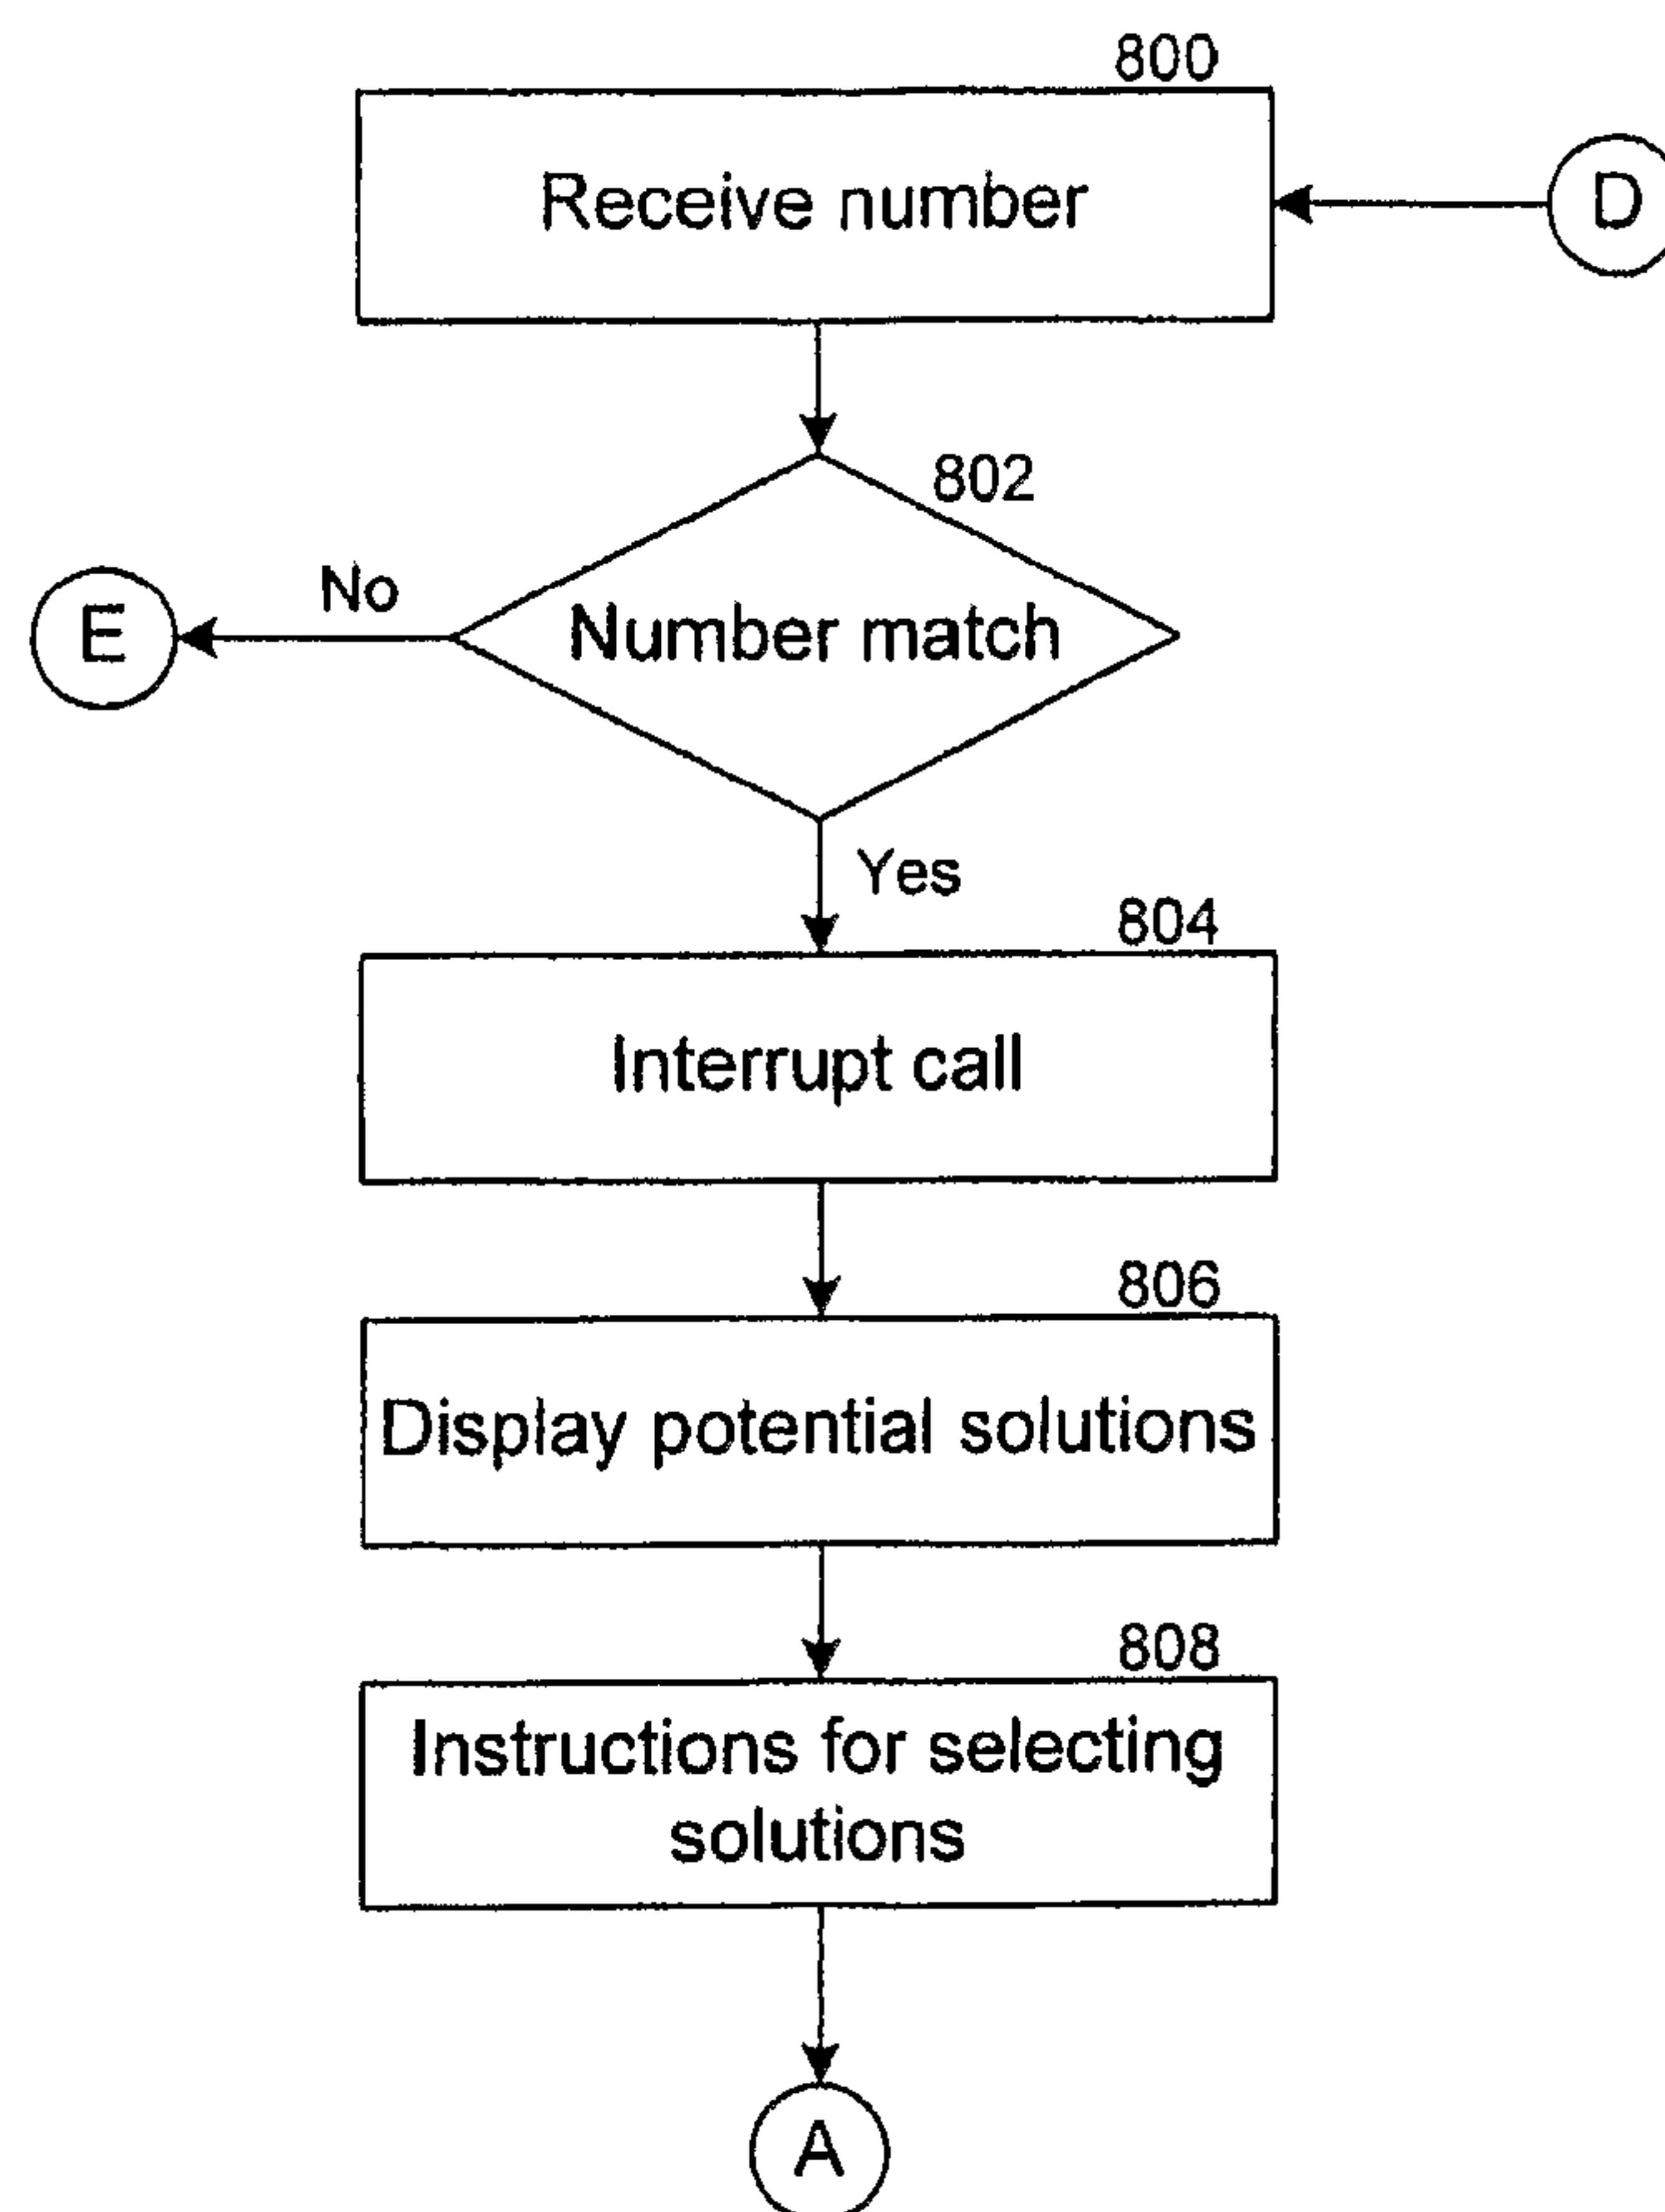 800
Receive number
D
802
No
E
Number match
Yes
804
Interrupt call
806
Display potential solutions
808
Instructions for selecting
solutions
A